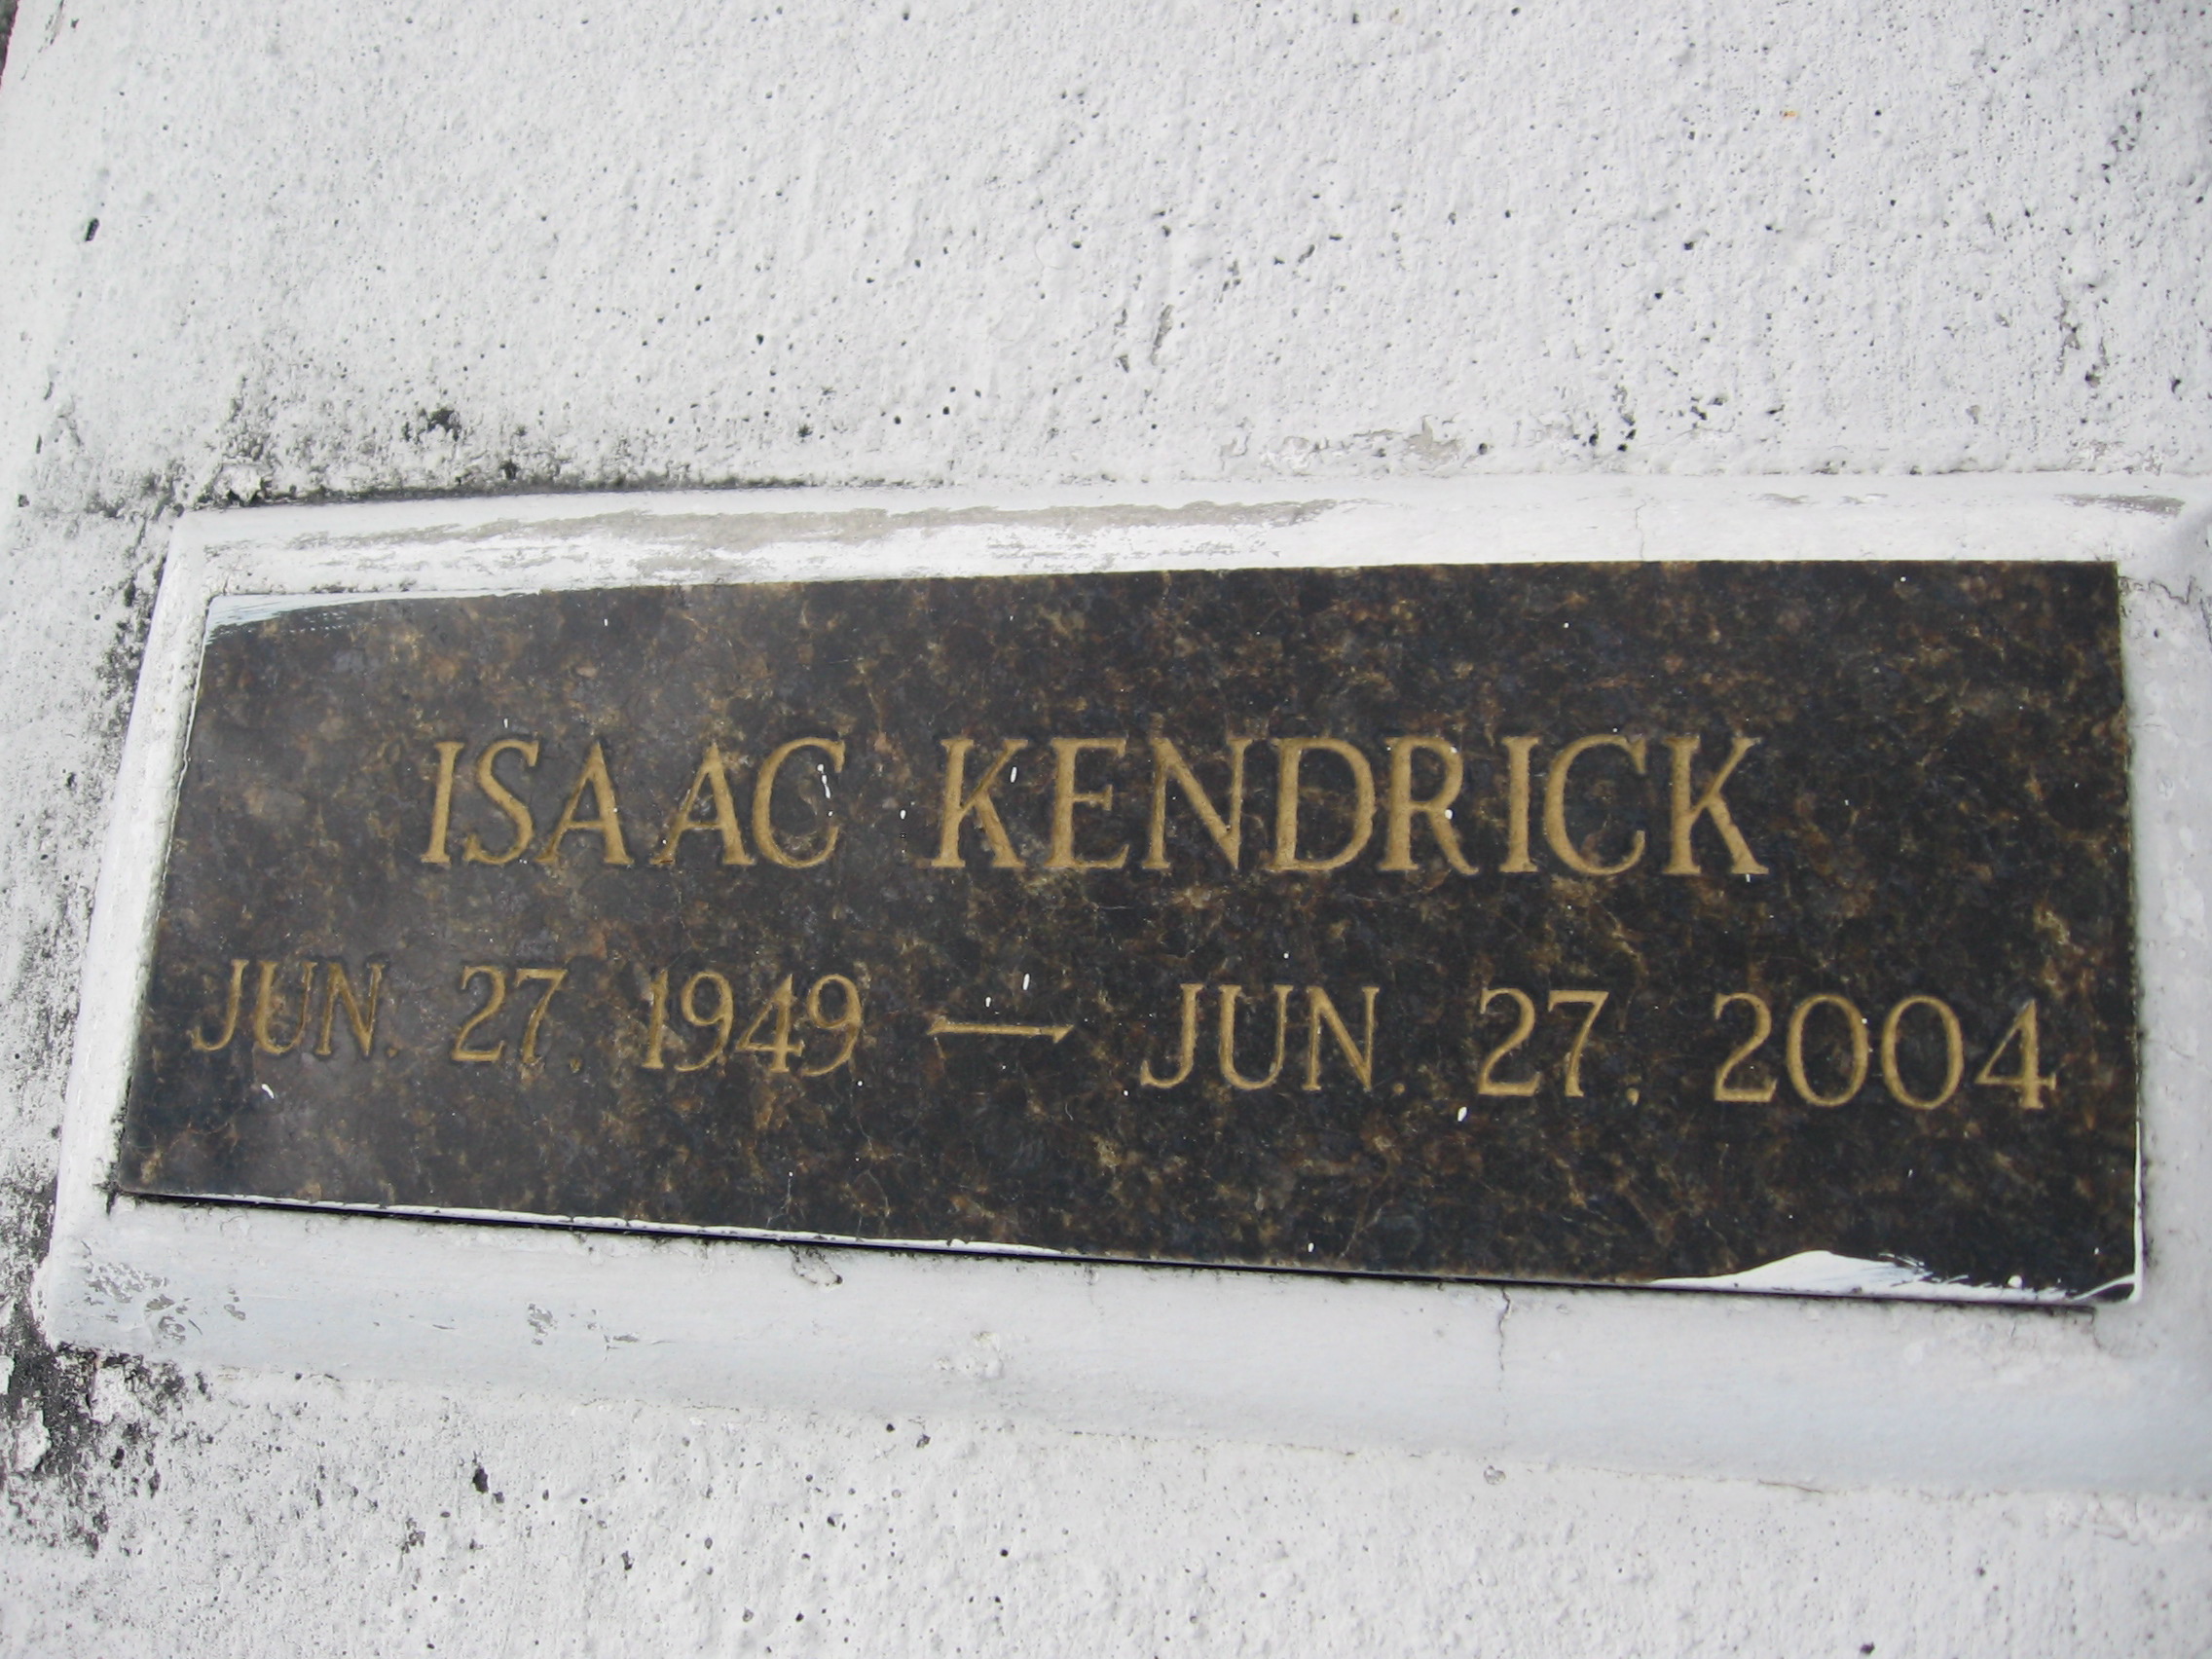 ISAAC KENDRICK
JUN. 27, 1949 — JUN. 27, 2004